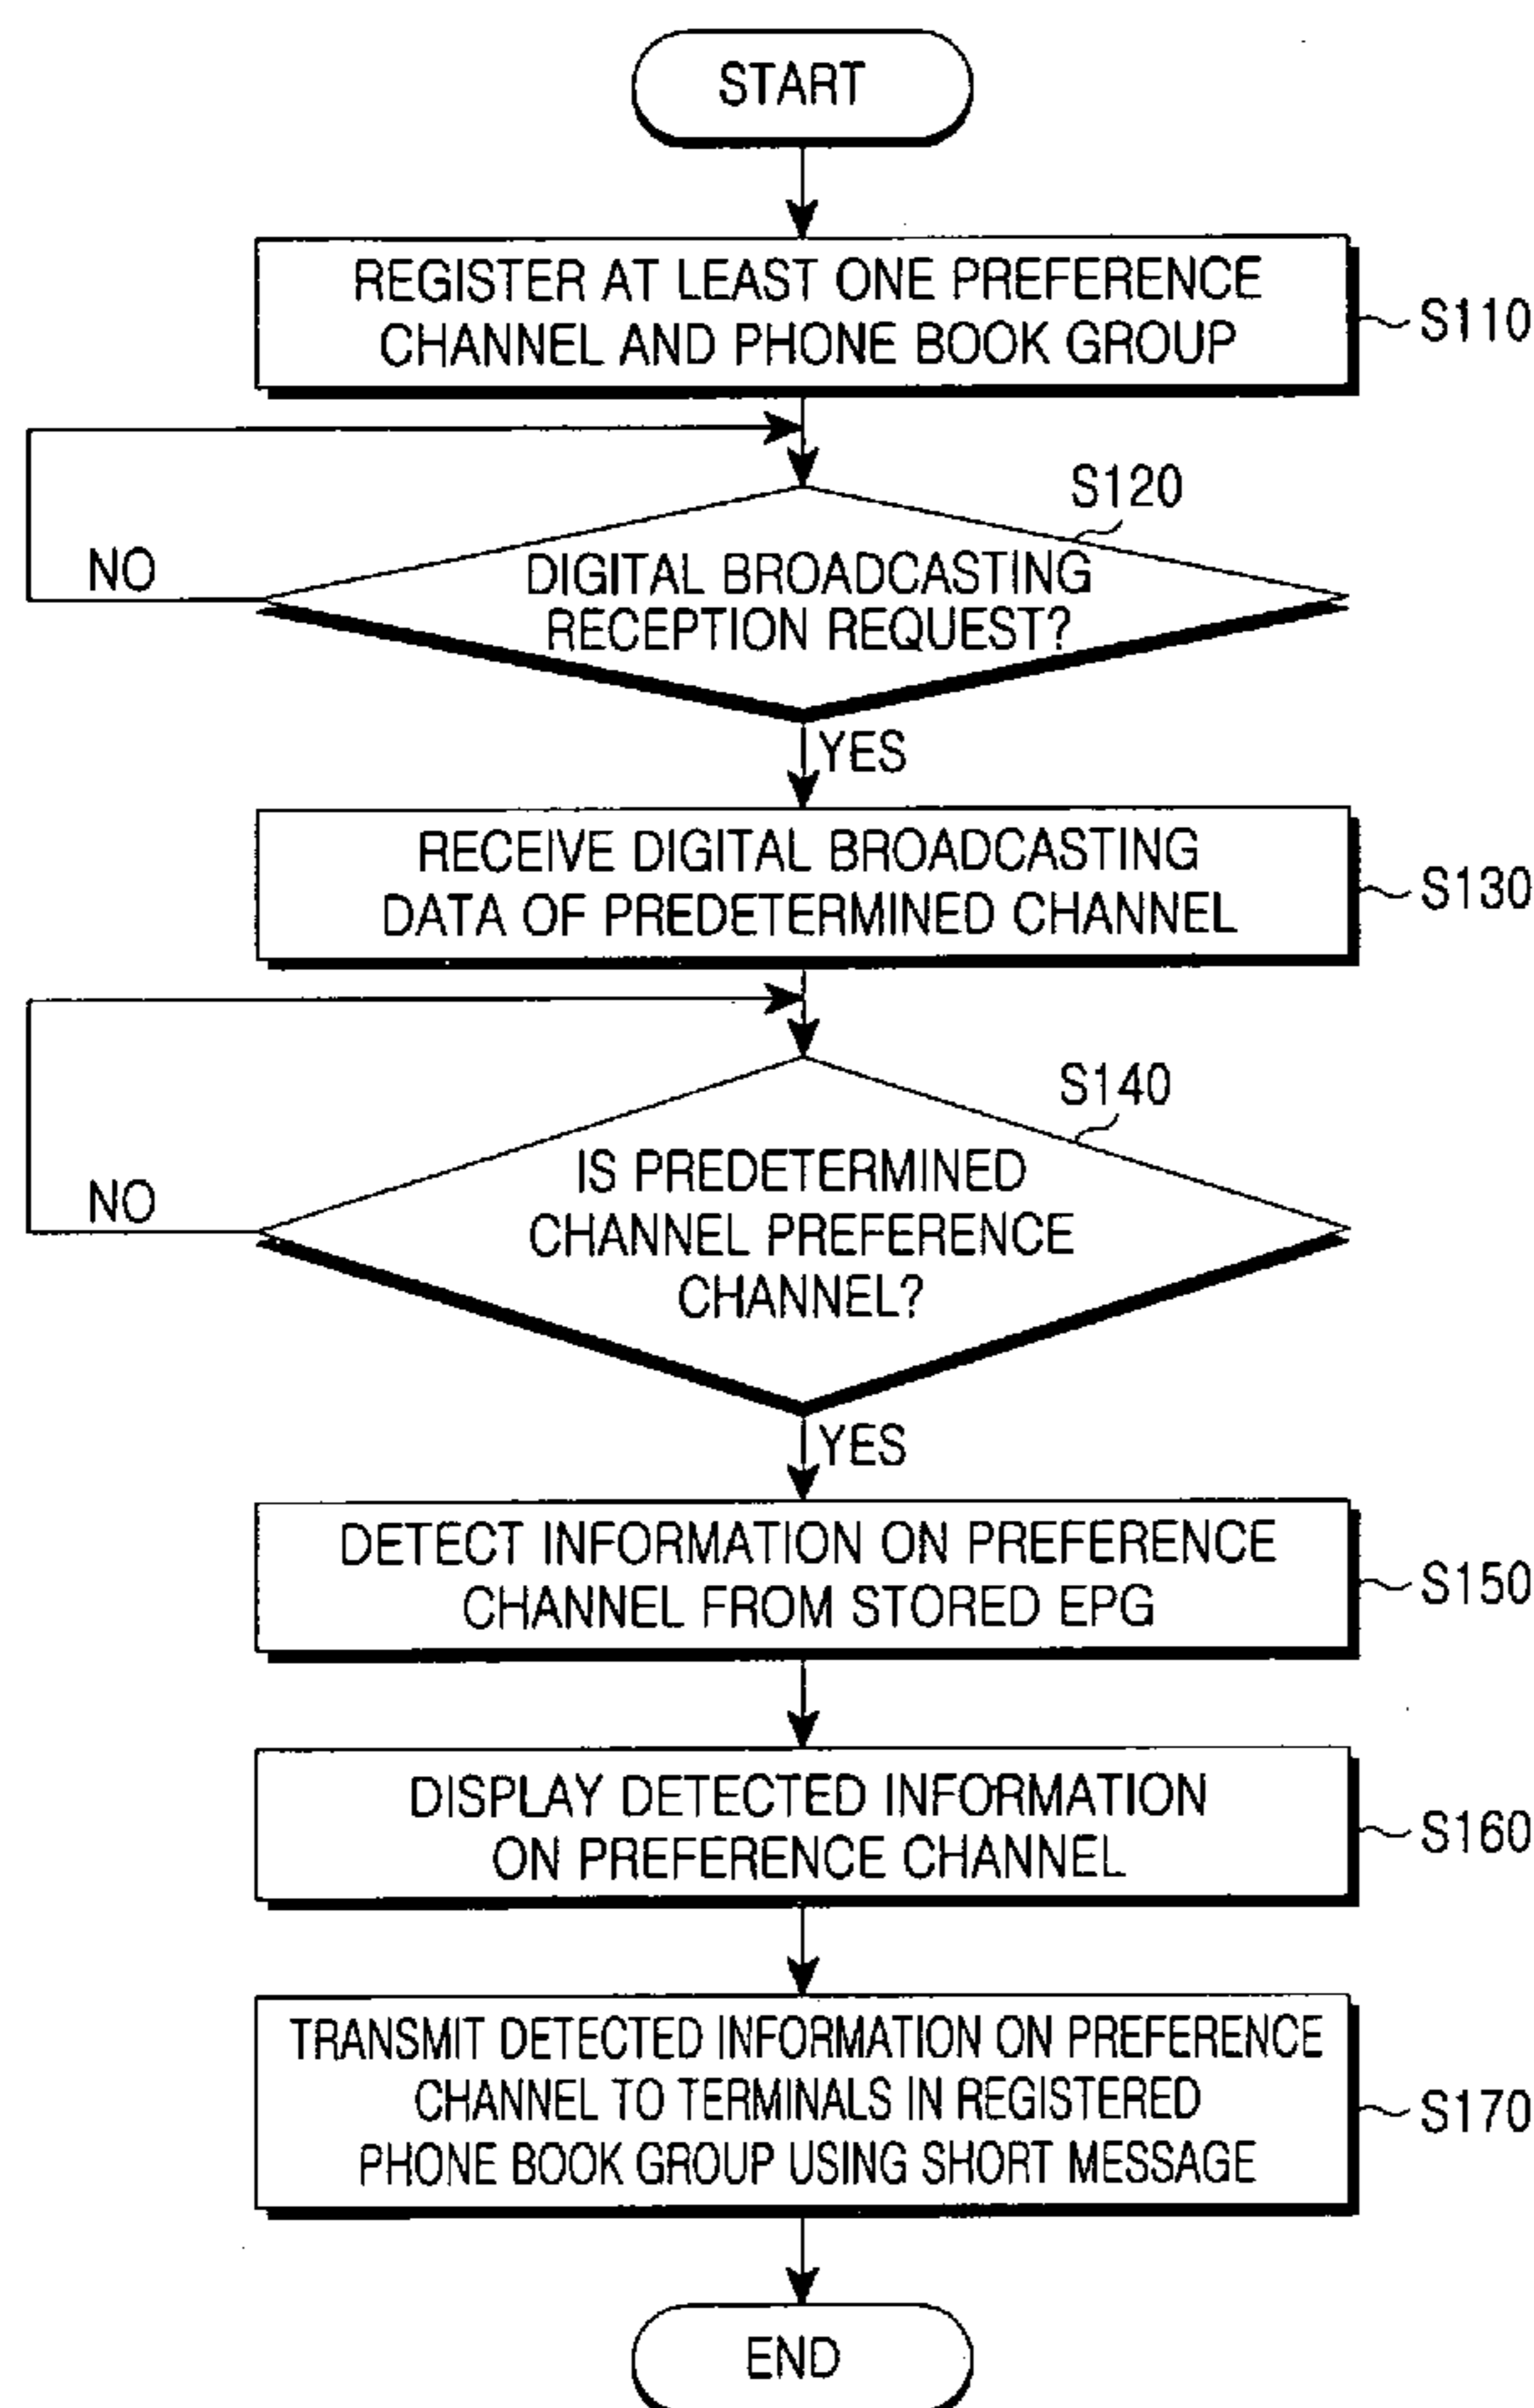 START
REGISTER AT LEAST ONE PREFERENCE
CHANNEL AND PHONE BOOK GROUP
S110
S120
DIGITAL BROADCASTING
RECEPTION REQUEST?
NO
YES
RECEIVE DIGITAL BROADCASTING
DATA OF PREDETERMINED CHANNEL
S130
S140
IS PREDETERMINED
CHANNEL PREFERENCE
CHANNEL?
NO
YES
DETECT INFORMATION ON PREFERENCE
CHANNEL FROM STORED EPG
S150
DISPLAY DETECTED INFORMATION
ON PREFERENCE CHANNEL
S160
TRANSMIT DETECTED INFORMATION ON PREFERENCE
CHANNEL TO TERMINALS IN REGISTERED
PHONE BOOK GROUP USING SHORT MESSAGE
S170
END